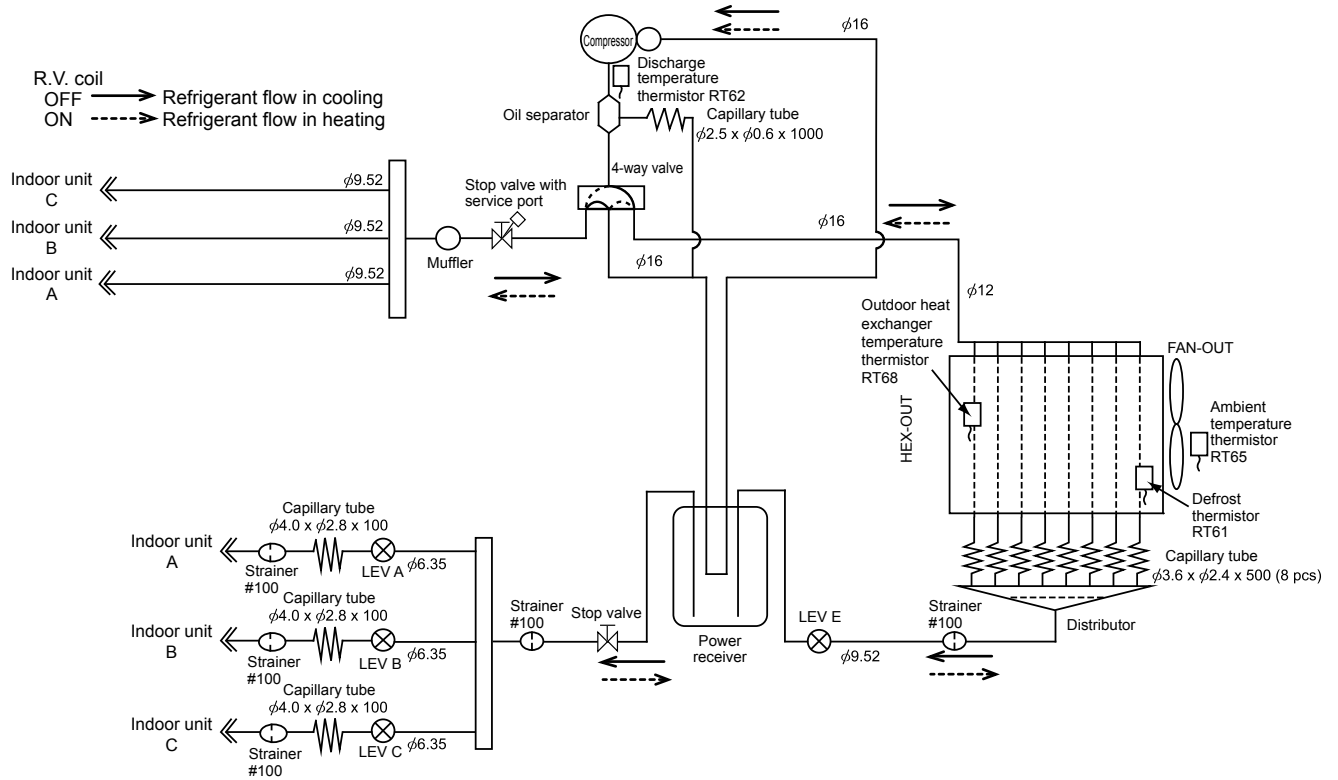 Compressor
ϕ16
Discharge
temperature
thermistor RT62
R.V. coil
OFF Refrigerant flow in cooling
ON Refrigerant flow in heating
Oil separator
Capillary tube
ϕ2.5 x ϕ0.6 x 1000
4-way valve
Indoor unit
C
ϕ9.52
Stop valve with
service port
Indoor unit
B
ϕ9.52
Muffler
ϕ16
ϕ16
Indoor unit
A
ϕ9.52
ϕ12
Outdoor heat
exchanger
temperature
thermistor
RT68
FAN-OUT
HEX-OUT
Ambient
temperature
thermistor
RT65
Defrost
thermistor
RT61
Capillary tube
ϕ3.6 x ϕ2.4 x 500 (8 pcs)
Distributor
Capillary tube
ϕ4.0 x ϕ2.8 x 100
Indoor unit
A
Strainer
#100
LEV A
ϕ6.35
Capillary tube
ϕ4.0 x ϕ2.8 x 100
Indoor unit
B
Strainer
#100
LEV B
ϕ6.35
Strainer
#100
Stop valve
Power
receiver
LEV E
ϕ9.52
Strainer
#100
Capillary tube
ϕ4.0 x ϕ2.8 x 100
Indoor unit
C
Strainer
#100
LEV C
ϕ6.35